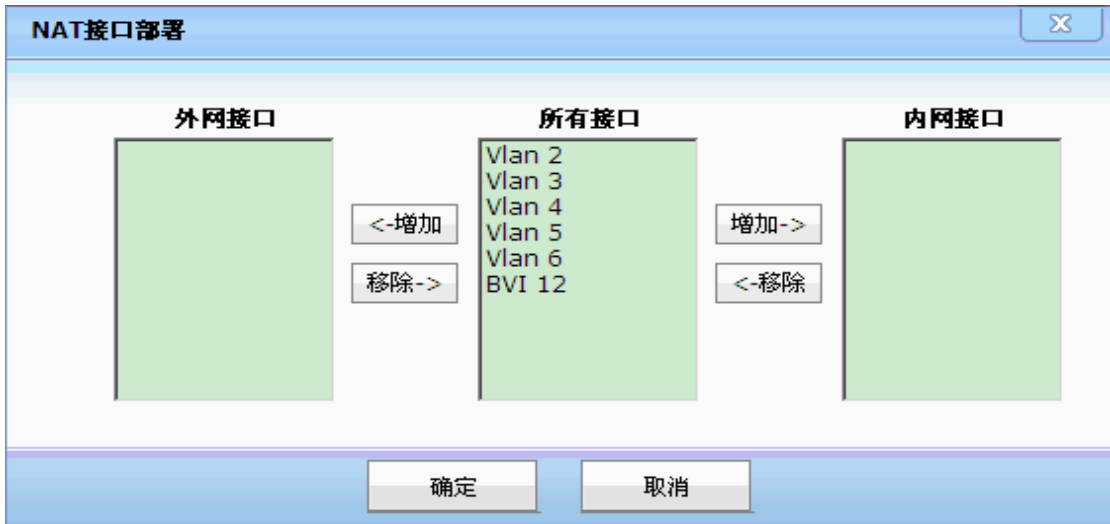 NAT接口部署
外网接口
所有接口
内网接口
Vlan 2
Vlan 3
Vlan 4
Vlan 5
Vlan 6
BVI 12
<-增加
移除->
增加->
<-移除
确定
取消